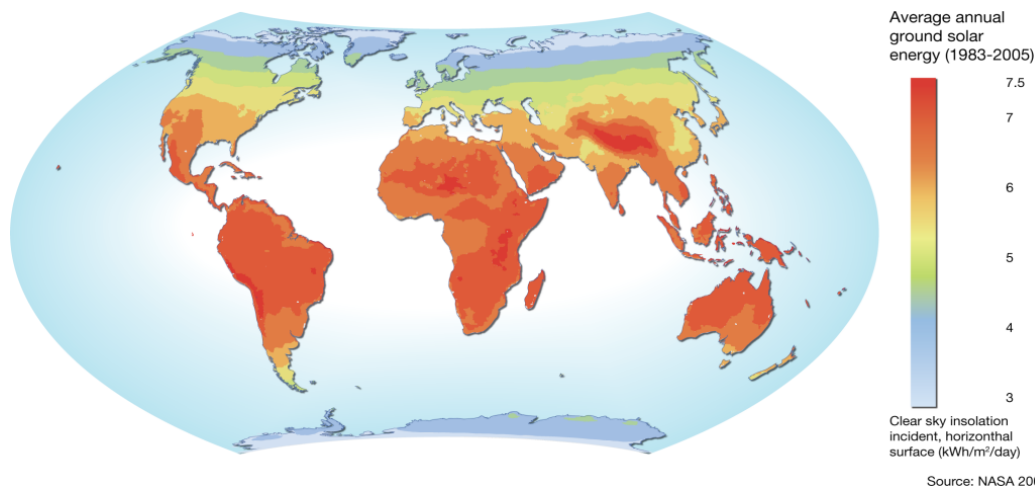 Average annual
ground solar
energy (1983-2005)
7.5
7
6
5
4
3
Clear sky insolation
incident, horizonthal
surface (kWh/m²/day)
Source: NASA